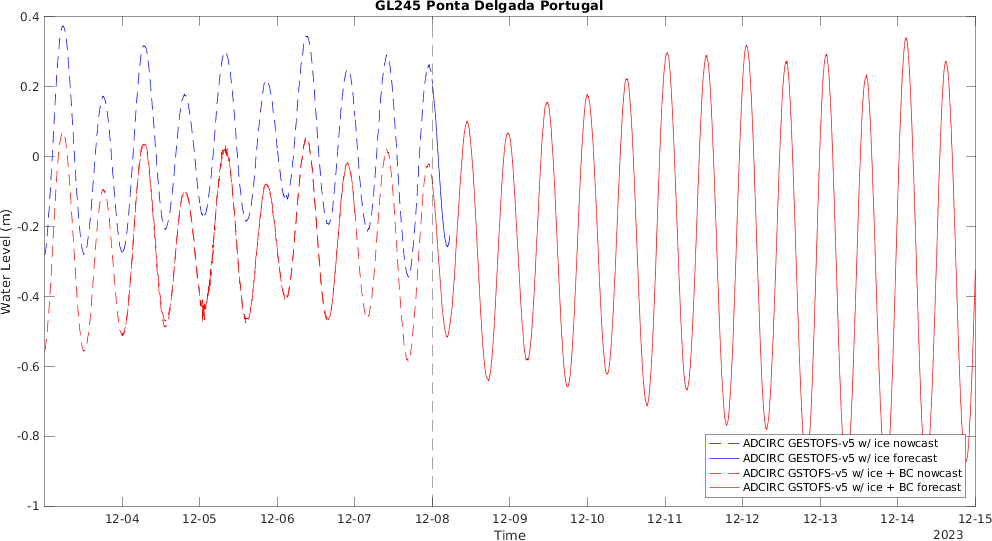 GL245 Ponta Delgada Portugal
0.4
0.2
0
-0.2
-0.4
-0.6
-0.8
-1
Water Level (m)
ADCIRC GESTOFS-v5 w/ ice nowcast
ADCIRC GESTOFS-v5 w/ ice forecast
ADCIRC GSTOFS-v5 w/ ice + BC nowcast
ADCIRC GSTOFS-v5 w/ ice + BC forecast
12-04 12-05 12-06 12-07 12-08 12-09 12-10 12-11 12-12 12-13 12-14 12-15
Time
2023